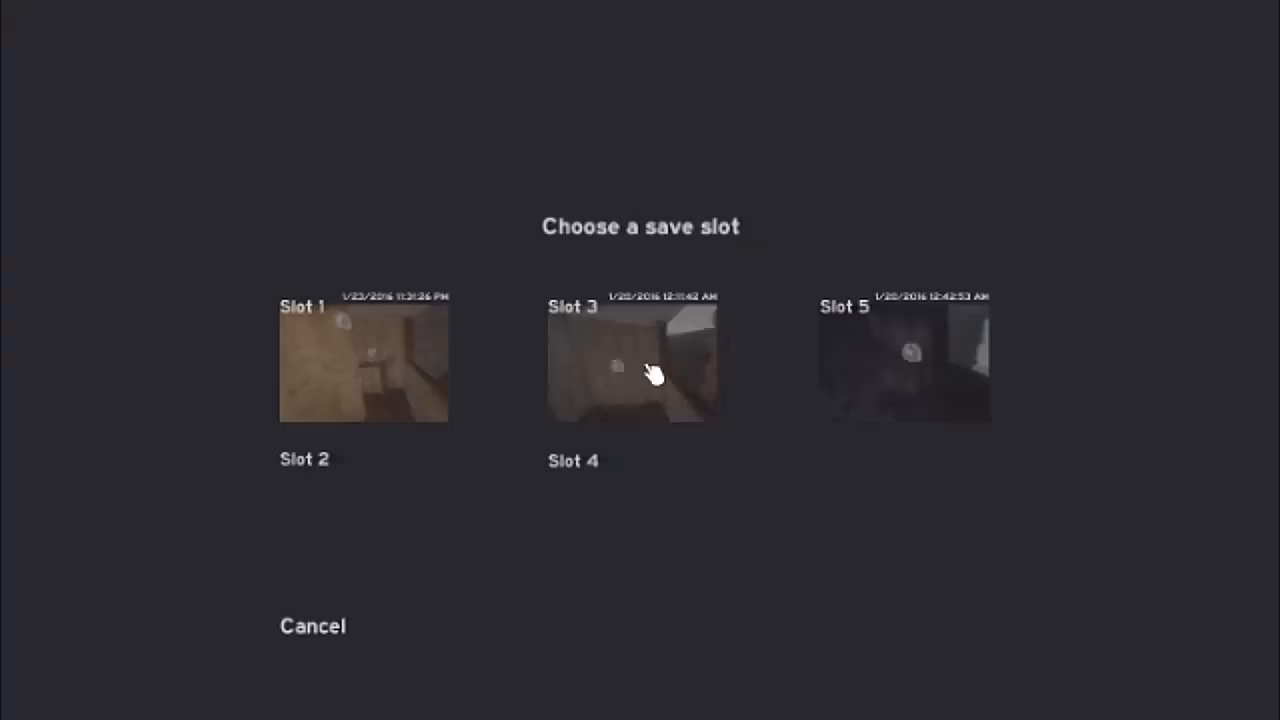 Choose a save slot
1/23/2016 11:31:26 PM
Slot 1
1/20/2016 12:11:42 AM
Slot 3
1/20/2016 12:42:53 AM
Slot 5
Slot 2
Slot 4
Cancel